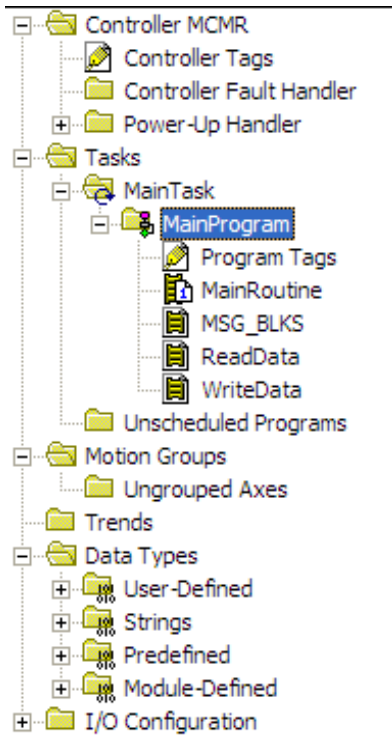 Controller MCMR
Controller Tags
Controller Fault Handler
Power-Up Handler
Tasks
MainTask
MainProgram
Program Tags
MainRoutine
MSG_BLKS
ReadData
WriteData
Unscheduled Programs
Motion Groups
Ungrouped Axes
Trends
Data Types
User-Defined
Strings
Predefined
Module-Defined
I/O Configuration